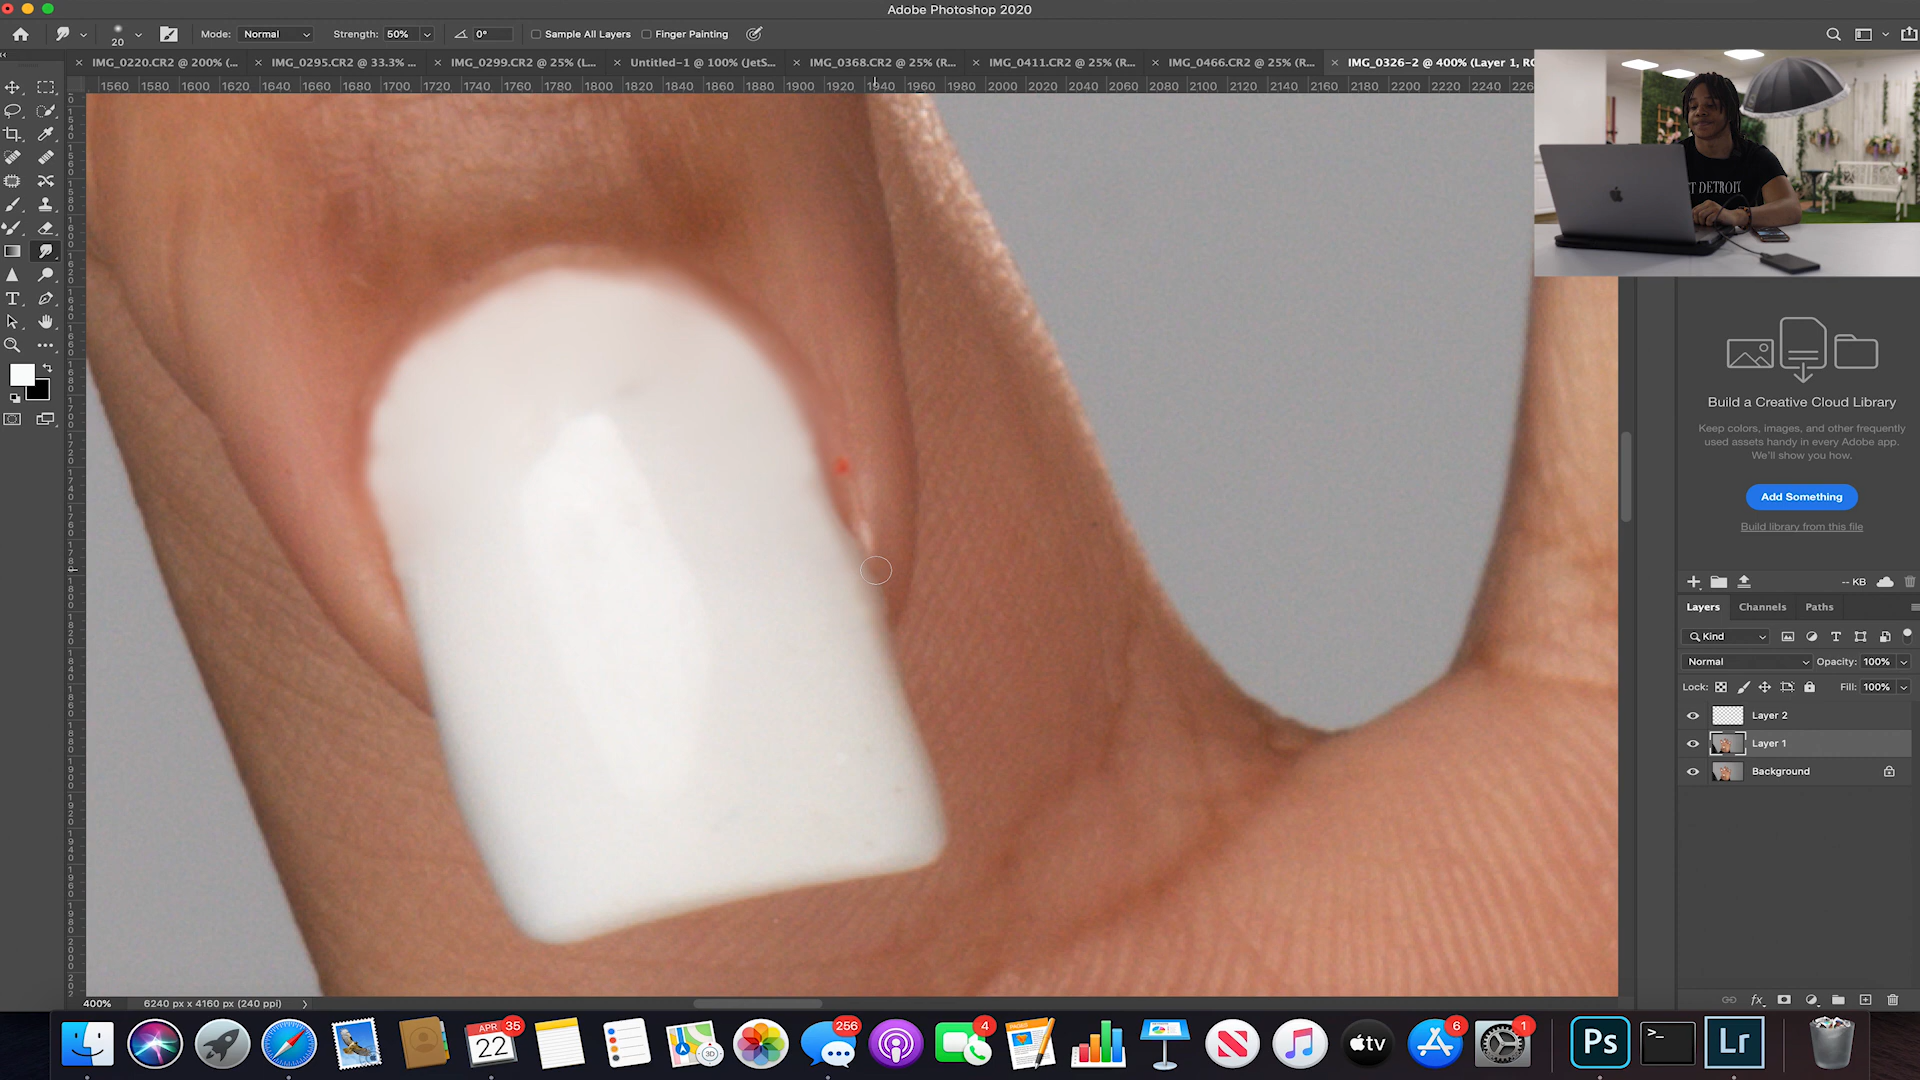 Adobe Photoshop 2020
20 Mode: Normal Strength: 50% 0° Sample All Layers Finger Painting
IMG_0220.CR2 @ 200% (... IMG_0295.CR2 @ 33.3% ... IMG_0299.CR2 @ 25% (L... Untitled-1 @ 100% (JetS... IMG_0368.CR2 @ 25% (R... IMG_0411.CR2 @ 25% (R... IMG_0466.CR2 @ 25% (R... IMG_0326-2 @ 400% (Layer 1, RG
1560 1580 1600 1620 1640 1660 1680 1700 1720 1740 1760 1780 1800 1820 1840 1860 1880 1900 1920 1940 1960 1980 2000 2020 2040 2060 2080 2100 2120 2140 2160 2180 2200 2220 2240 226
T DETROIT
Build a Creative Cloud Library
Keep colors, images, and other frequently
used assets handy in every Adobe app.
We'll show you how.
Add Something
Build library from this file
-- KB
Layers Channels Paths
Kind
Normal Opacity: 100%
Lock: Fill: 100%
Layer 2
Layer 1
Background
fx
400% 6240 px x 4160 px (240 ppi)
APR 35
22
3D
256
4
PAGES
tv
6
1
Ps
>_
Lr